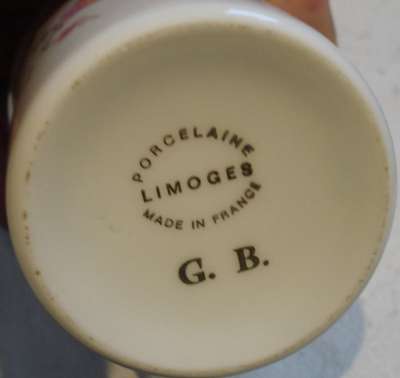 PORCELAINE
LIMOGES
MADE IN FRANCE
G. B.